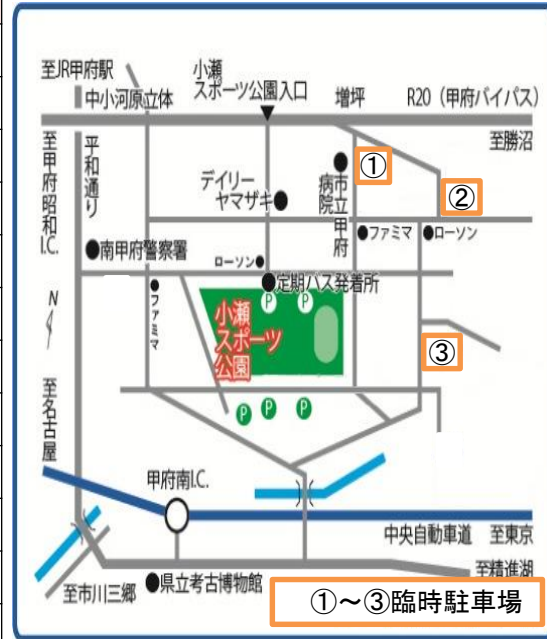 至JR甲府駅
中小河原立体
小瀬
スポーツ公園入口
増坪
R20（甲府バイパス）
至勝沼
至甲府昭和I.C.
平和通り
デイリー
ヤマザキ
市立甲府
病院
①
②
ファミマ
ローソン
南甲府警察署
ローソン
定期バス発着所
N
ファミマ
P
P
小瀬
スポーツ
公園
③
P
P
P
至名古屋
甲府南I.C.
中央自動車道
至東京
至精進湖
至市川三郷
県立考古博物館
①～③臨時駐車場